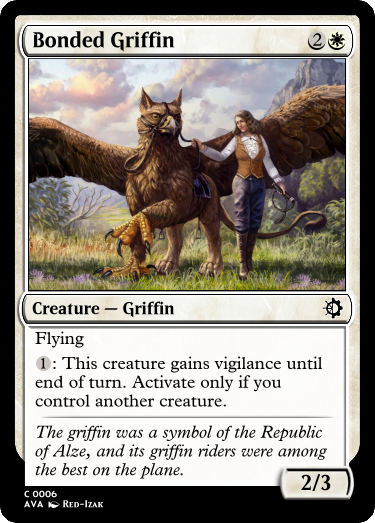 Bonded Griffin 2
Creature — Griffin
Flying
1: This creature gains vigilance until
end of turn. Activate only if you
control another creature.
The griffin was a symbol of the Republic
of Alze, and its griffin riders were among
the best on the plane.
2/3
C 0006
AVA Red-Izak